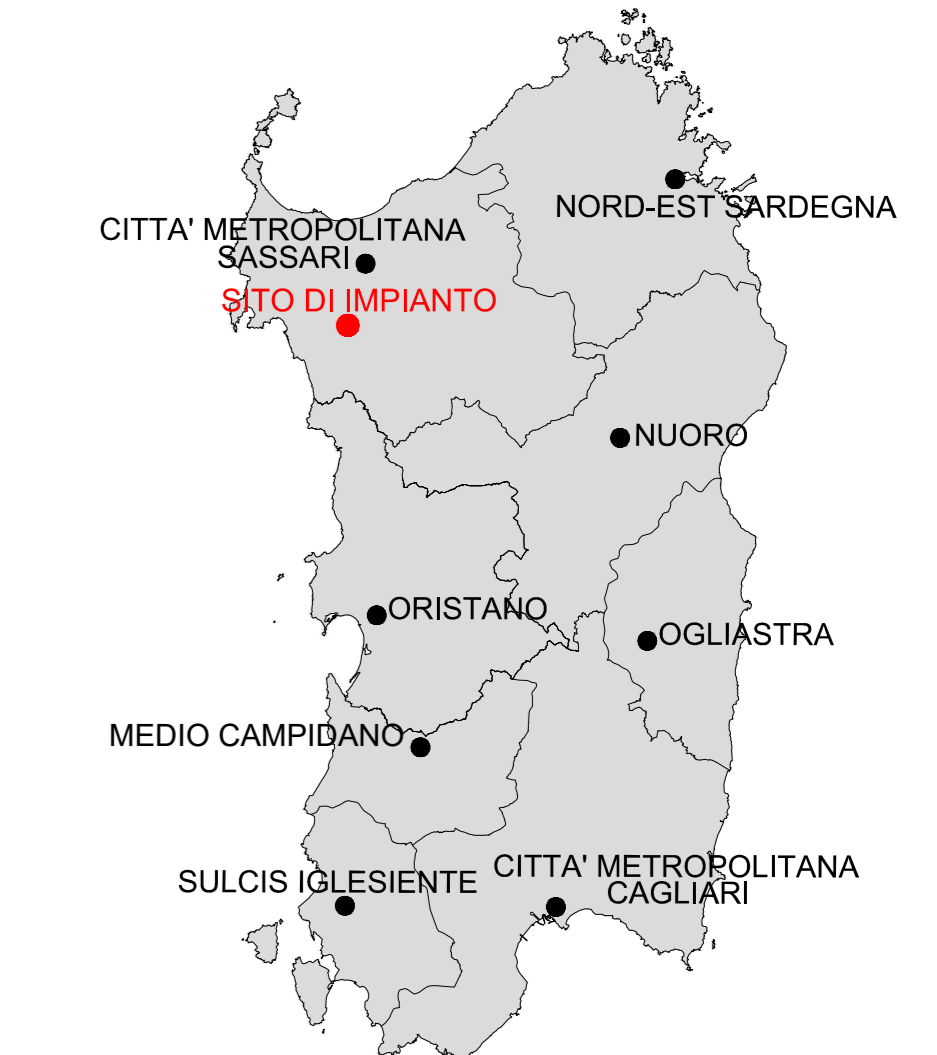 NORD-EST SARDEGNA
CITTA' METROPOLITANA
SASSARI
SITO DI IMPIANTO
NUORO
ORISTANO
OGLIASTRA
MEDIO CAMPIDANO
CITTA' METROPOLITANA
CAGLIARI
SULCIS IGLESIENTE